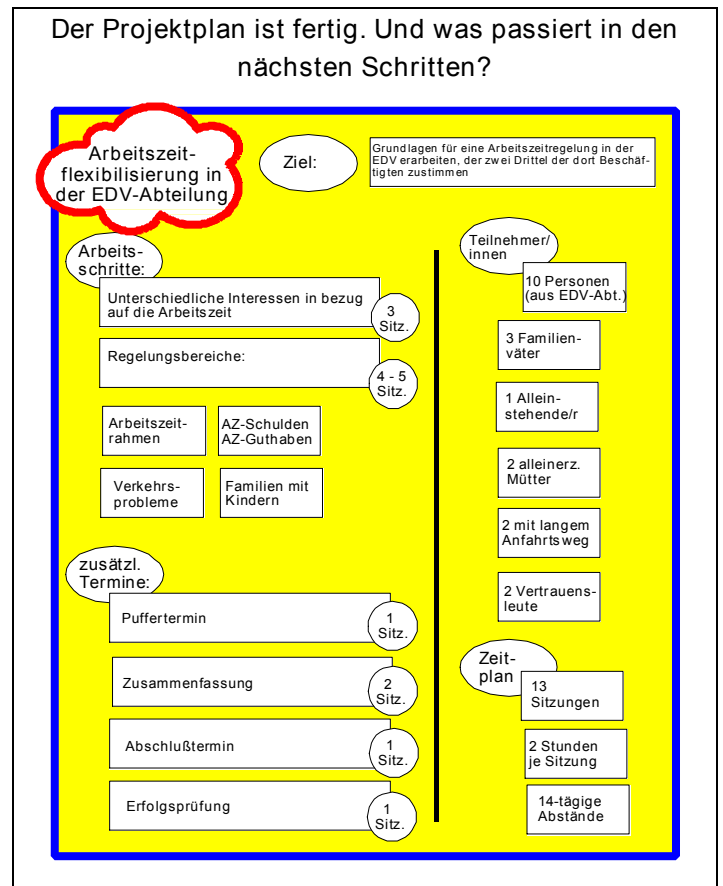 Der Projektplan ist fertig. Und was passiert in den
nächsten Schritten?
Arbeitszeit-
flexibilisierung in
der EDV-Abteilung
Ziel:
Grundlagen für eine Arbeitszeitregelung in der
EDV erarbeiten, der zwei Drittel der dort Beschäf-
tigten zustimmen
Arbeits-
schritte:
Unterschiedliche Interessen in bezug
auf die Arbeitszeit
3
Sitz.
Regelungsbereiche:
4 - 5
Sitz.
Arbeitszeit-
rahmen
AZ-Schulden
AZ-Guthaben
Verkehrs-
probleme
Familien mit
Kindern
zusätzl.
Termine:
Puffertermin
1
Sitz.
Zusammenfassung
2
Sitz.
Abschlußtermin
1
Sitz.
Erfolgsprüfung
1
Sitz.
Teilnehmer/
innen
10 Personen
(aus EDV-Abt.)
3 Familien-
väter
1 Allein-
stehende/r
2 alleinerz.
Mütter
2 mit langem
Anfahrtsweg
2 Vertrauens-
leute
Zeit-
plan
13
Sitzungen
2 Stunden
je Sitzung
14-tägige
Abstände